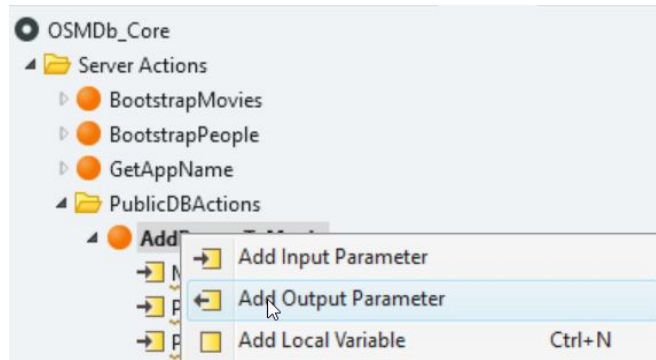 OSMDb_Core
Server Actions
BootstrapMovies
BootstrapPeople
GetAppName
PublicDBActions
Add Input Parameter
Add Output Parameter
Add Local Variable Ctrl+N